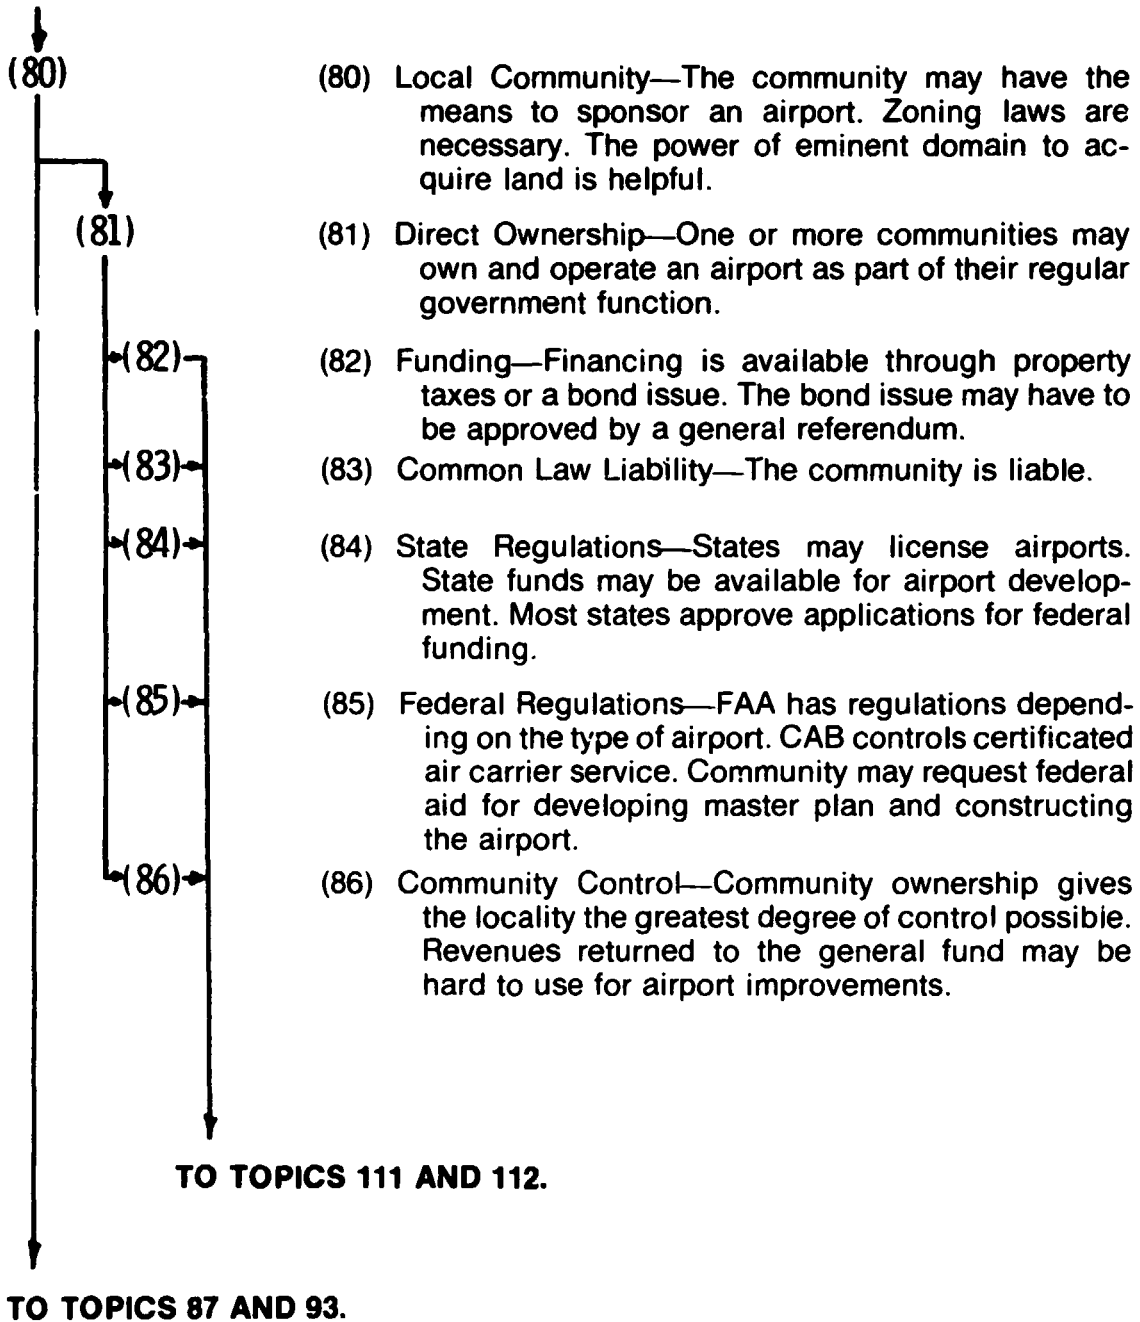 (80)
(80) Local Community—The community may have the
means to sponsor an airport. Zoning laws are
necessary. The power of eminent domain to ac-
quire land is helpful.
(81)
(81) Direct Ownership—One or more communities may
own and operate an airport as part of their regular
government function.
(82)
(82) Funding—Financing is available through property
taxes or a bond issue. The bond issue may have to
be approved by a general referendum.
(83)
(83) Common Law Liability—The community is liable.
(84)
(84) State Regulations—States may license airports.
State funds may be available for airport develop-
ment. Most states approve applications for federal
funding.
(85)
(85) Federal Regulations—FAA has regulations depend-
ing on the type of airport. CAB controls certificated
air carrier service. Community may request federal
aid for developing master plan and constructing
the airport.
(86)
(86) Community Control—Community ownership gives
the locality the greatest degree of control possible.
Revenues returned to the general fund may be
hard to use for airport improvements.
TO TOPICS 111 AND 112.
TO TOPICS 87 AND 93.